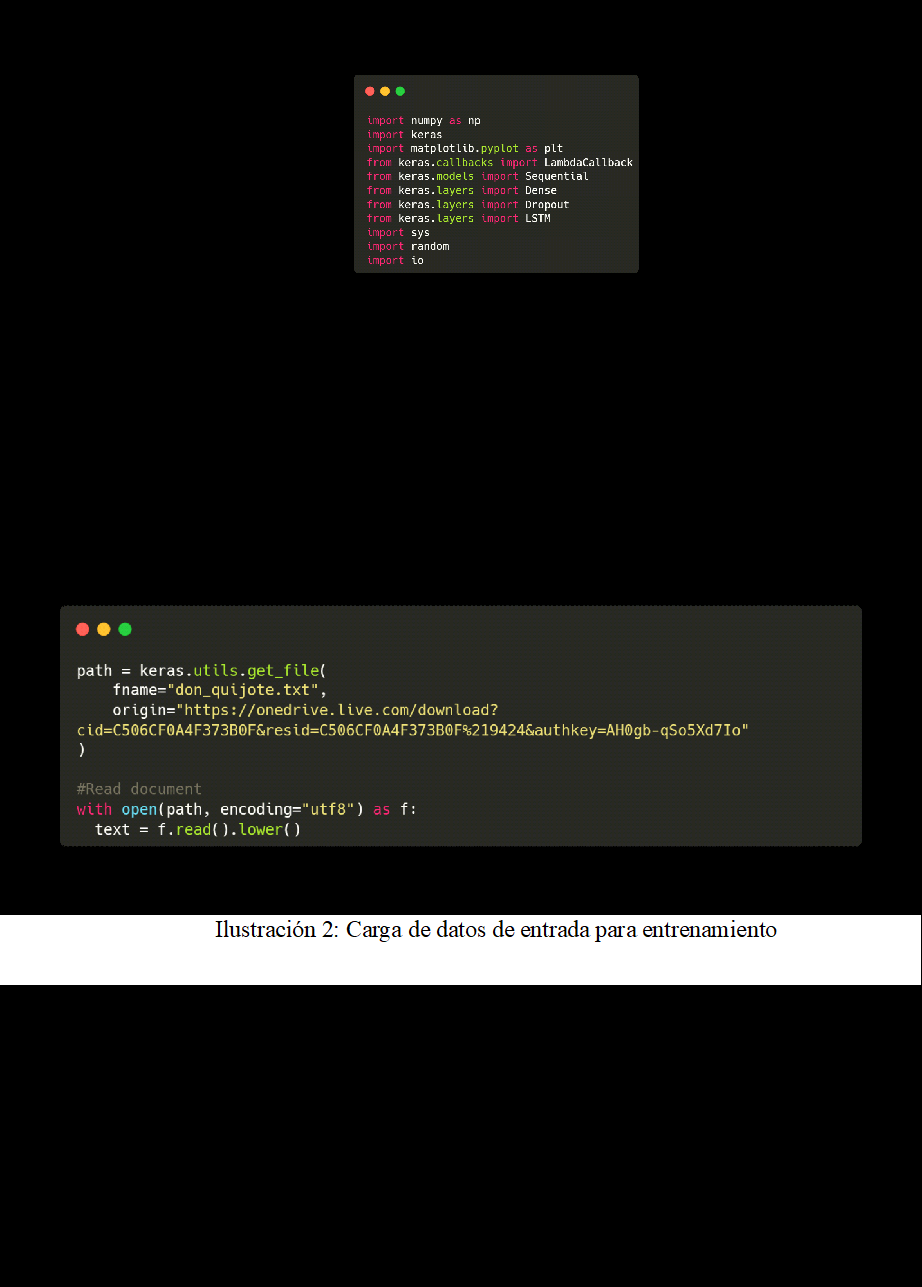 import numpy as np
import keras
import matplotlib.pyplot as plt
from keras.callbacks import LambdaCallback
from keras.models import Sequential
from keras.layers import Dense
from keras.layers import Dropout
from keras.layers import LSTM
import sys
import random
import io
path = keras.utils.get_file(
    fname="don_quijote.txt",
    origin="https://onedrive.live.com/download?
cid=C506CF0A4F373B0F&resid=C506CF0A4F373B0F%219424&authkey=AH0gb-qSo5Xd7Io"
)
#Read document
with open(path, encoding="utf8") as f:
  text = f.read().lower()
Ilustración 2: Carga de datos de entrada para entrenamiento